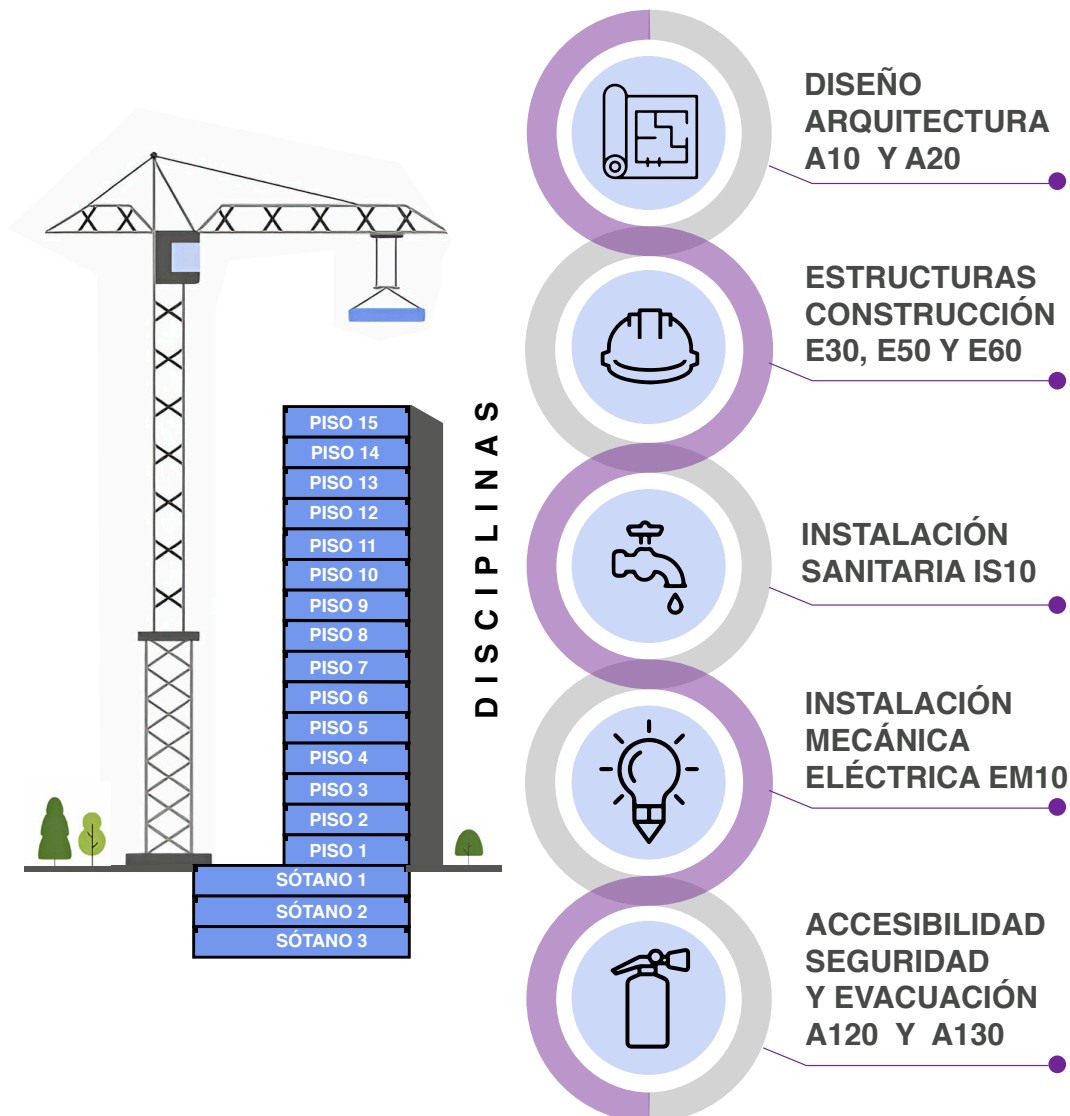 PISO 15
PISO 14
PISO 13
PISO 12
PISO 11
PISO 10
PISO 9
PISO 8
PISO 7
PISO 6
PISO 5
PISO 4
PISO 3
PISO 2
PISO 1
SÓTANO 1
SÓTANO 2
SÓTANO 3
DISCIPLINAS
DISEÑO
ARQUITECTURA
A10 Y A20
ESTRUCTURAS
CONSTRUCCIÓN
E30, E50 Y E60
INSTALACIÓN
SANITARIA IS10
INSTALACIÓN
MECÁNICA
ELÉCTRICA EM10
ACCESIBILIDAD
SEGURIDAD
Y EVACUACIÓN
A120 Y A130